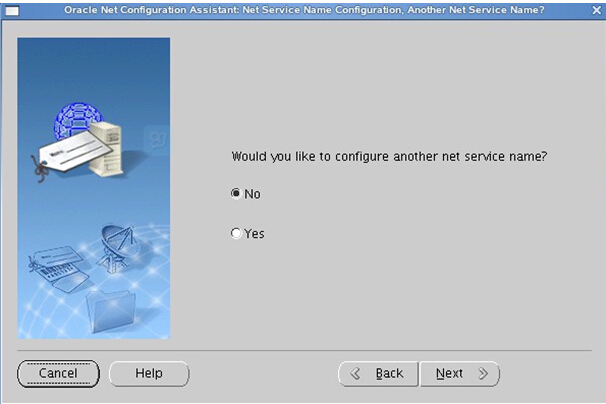 Oracle Net Configuration Assistant: Net Service Name Configuration, Another Net Service Name?
Would you like to configure another net service name?
No
Yes
Cancel
Help
Back
Next